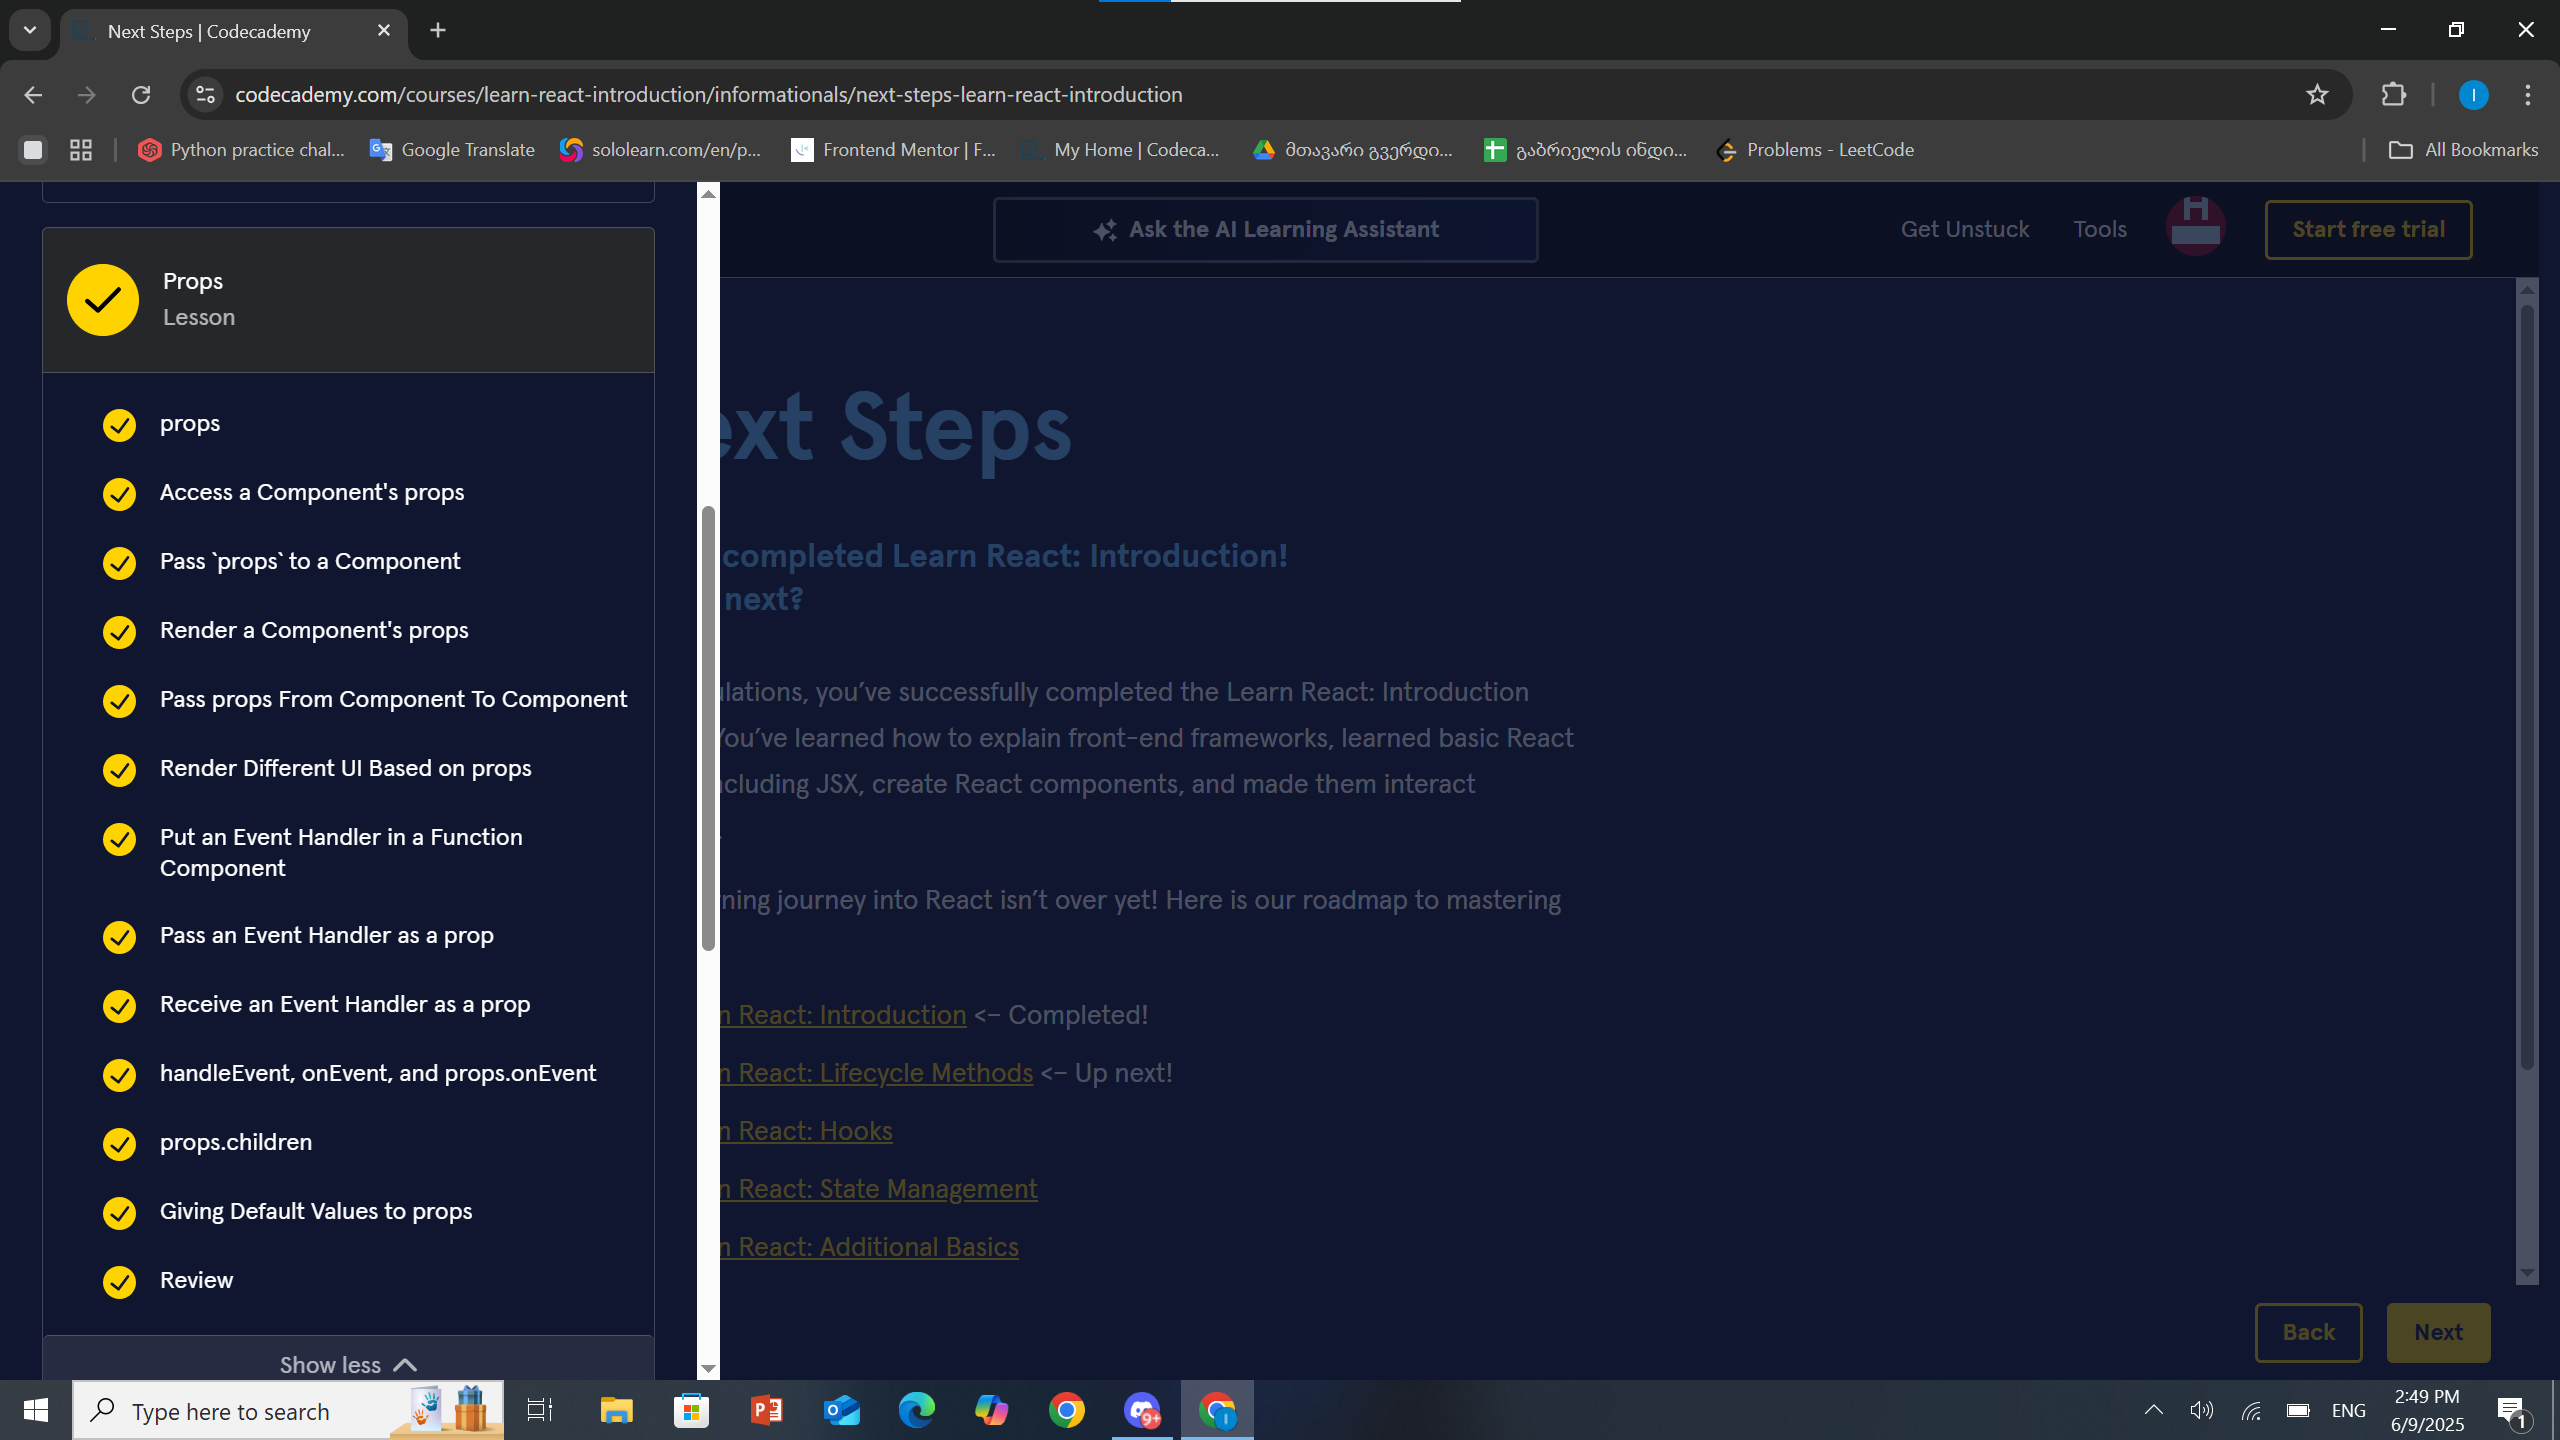 Next Steps | Codecademy
codecademy.com/courses/learn-react-introduction/informationals/next-steps-learn-react-introduction
I
Python practice chal...
Google Translate
sololearn.com/en/p...
Frontend Mentor | F...
My Home | Codeca...
მთავარი გვერდი...
გაბრიელის ინდი...
Problems - LeetCode
All Bookmarks
Ask the AI Learning Assistant
Get Unstuck
Tools
Start free trial
Props
Lesson
props
Access a Component's props
Pass `props` to a Component
Render a Component's props
Pass props From Component To Component
Render Different UI Based on props
Put an Event Handler in a Function
Component
Pass an Event Handler as a prop
Receive an Event Handler as a prop
handleEvent, onEvent, and props.onEvent
props.children
Giving Default Values to props
Review
Show less
ext Steps
completed Learn React: Introduction!
next?
ulations, you’ve successfully completed the Learn React: Introduction
You’ve learned how to explain front-end frameworks, learned basic React
ncluding JSX, create React components, and made them interact
ning journey into React isn’t over yet! Here is our roadmap to mastering
n React: Introduction <- Completed!
n React: Lifecycle Methods <- Up next!
n React: Hooks
n React: State Management
n React: Additional Basics
Back
Next
Type here to search
9+
ENG
2:49 PM
6/9/2025
1